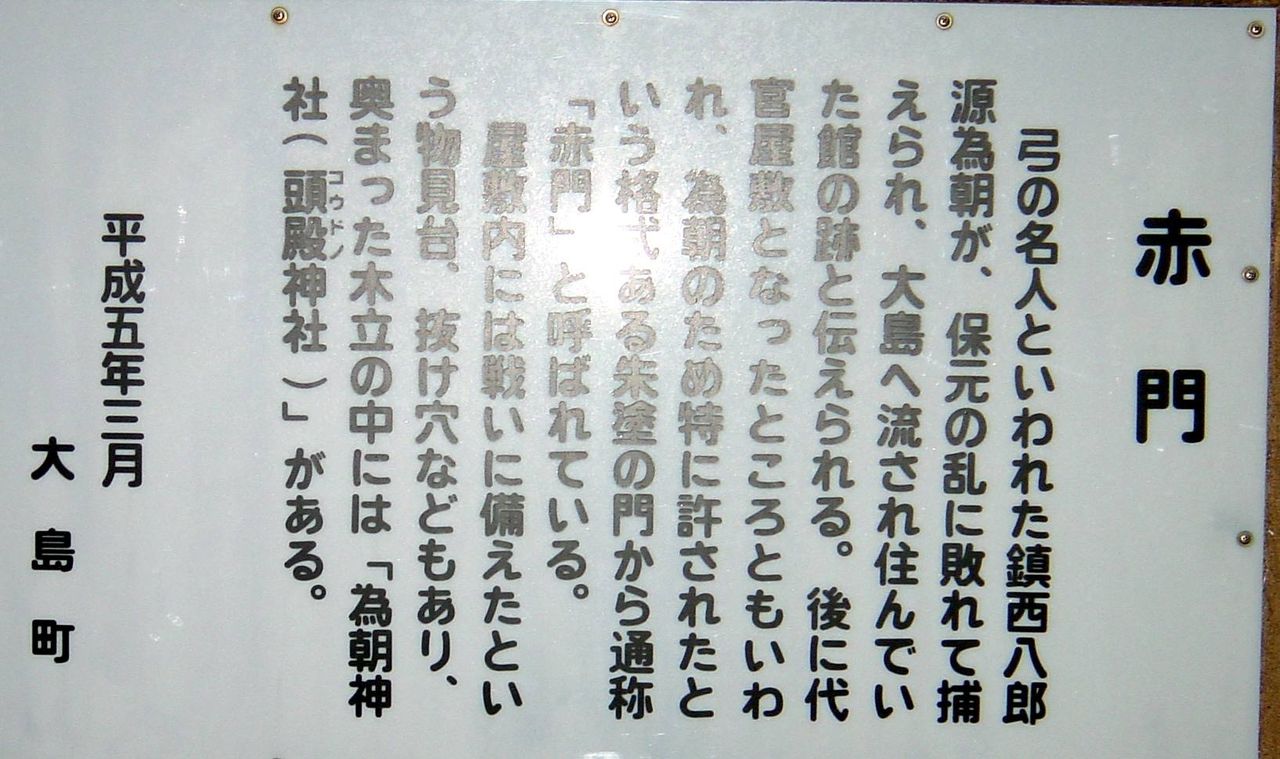 赤門
弓の名人といわれた鎮西八郎
源為朝が、保元の乱に敗れて捕
えられ、大島へ流され住んでい
た館の跡と伝えられる。後に代
官屋敷となったところともいわ
れ、為朝のため特に許されたと
いう格式ある朱塗の門から通称
「赤門」と呼ばれている。
屋敷内には戦いに備えたとい
う物見台、抜け穴などもあり、
奥まった木立の中には「為朝神
社(頭殿神社)」がある。
コウドノ
平成五年三月
大島町